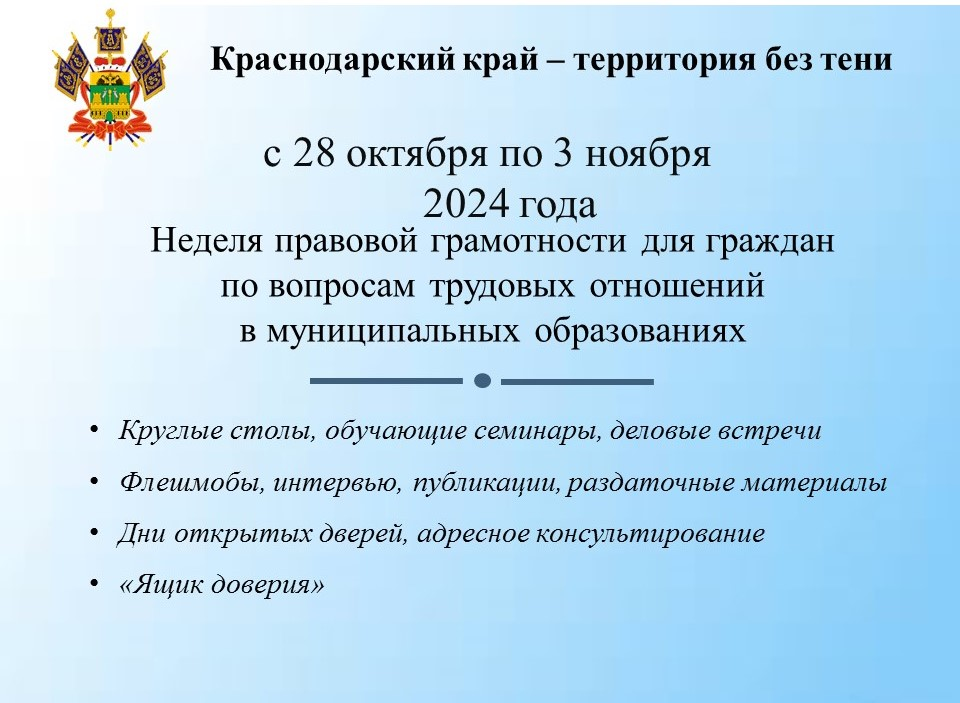 Краснодарский край – территория без тени
с 28 октября по 3 ноября
2024 года
Неделя правовой грамотности для граждан
по вопросам трудовых отношений
в муниципальных образованиях
• Круглые столы, обучающие семинары, деловые встречи
• Флешмобы, интервью, публикации, раздаточные материалы
• Дни открытых дверей, адресное консультирование
• «Ящик доверия»